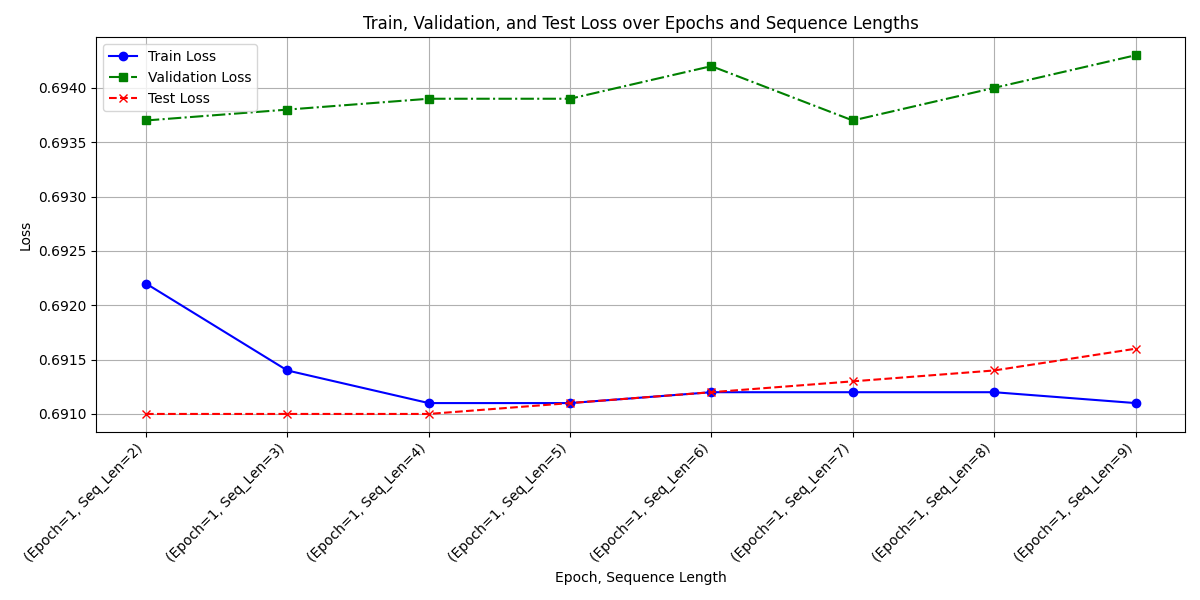 Train, Validation, and Test Loss over Epochs and Sequence Lengths
Train Loss
Validation Loss
Test Loss
0.6940
0.6935
0.6930
0.6925
0.6920
0.6915
0.6910
Loss
(Epoch=1, Seq_Len=2)
(Epoch=1, Seq_Len=3)
(Epoch=1, Seq_Len=4)
(Epoch=1, Seq_Len=5)
(Epoch=1, Seq_Len=6)
(Epoch=1, Seq_Len=7)
(Epoch=1, Seq_Len=8)
(Epoch=1, Seq_Len=9)
Epoch, Sequence Length